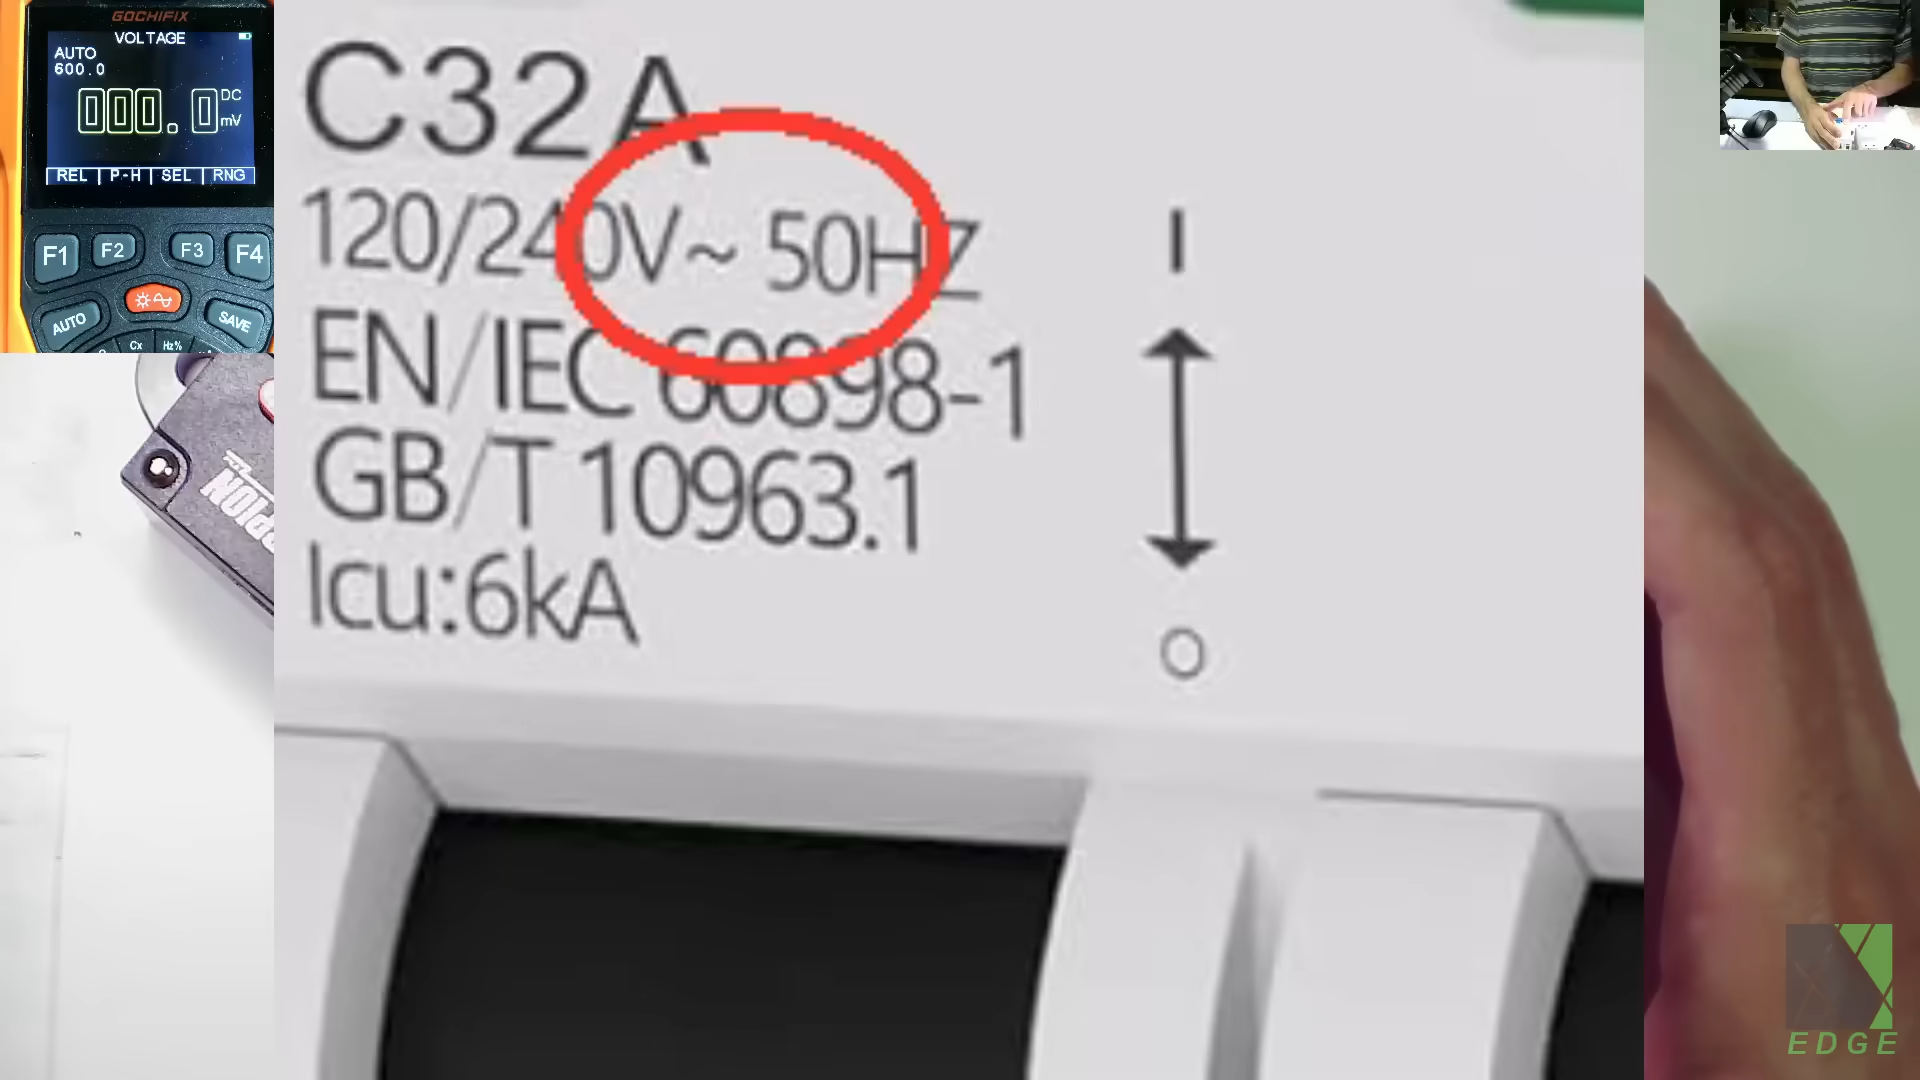 GOCHIFIX
VOLTAGE
AUTO
600.0
000.0 DC mV
REL P-H SEL RNG
F1 F2 F3 F4
AUTO SAVE
Cx Hz%
C32A
120/240V~ 50HZ
EN/IEC 60898-1
GB/T 10963.1
Icu:6kA
I
O
EDGE